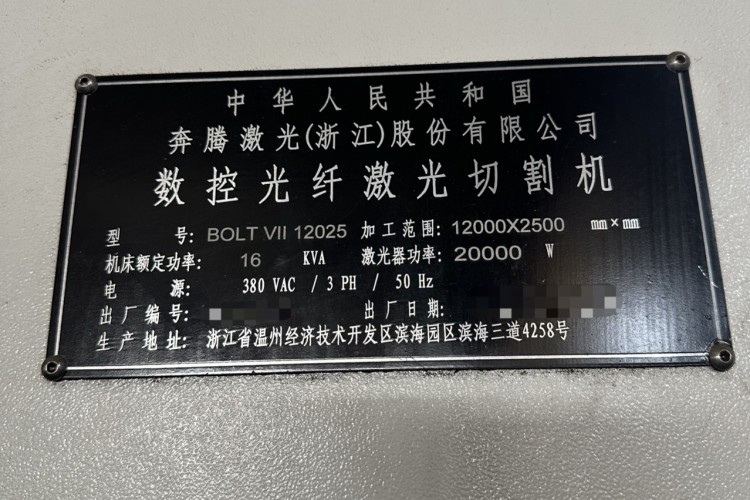 中华人民共和国
奔腾激光(浙江)股份有限公司
数控光纤激光切割机
型 号: BOLT VII 12025 加工范围: 12000X2500 mm×mm
机床额定功率: 16 KVA 激光器功率: 20000 W
电 源: 380 VAC / 3 PH / 50 Hz
出厂编号: 出厂日期:
生产地址: 浙江省温州经济技术开发区滨海园区滨海三道4258号